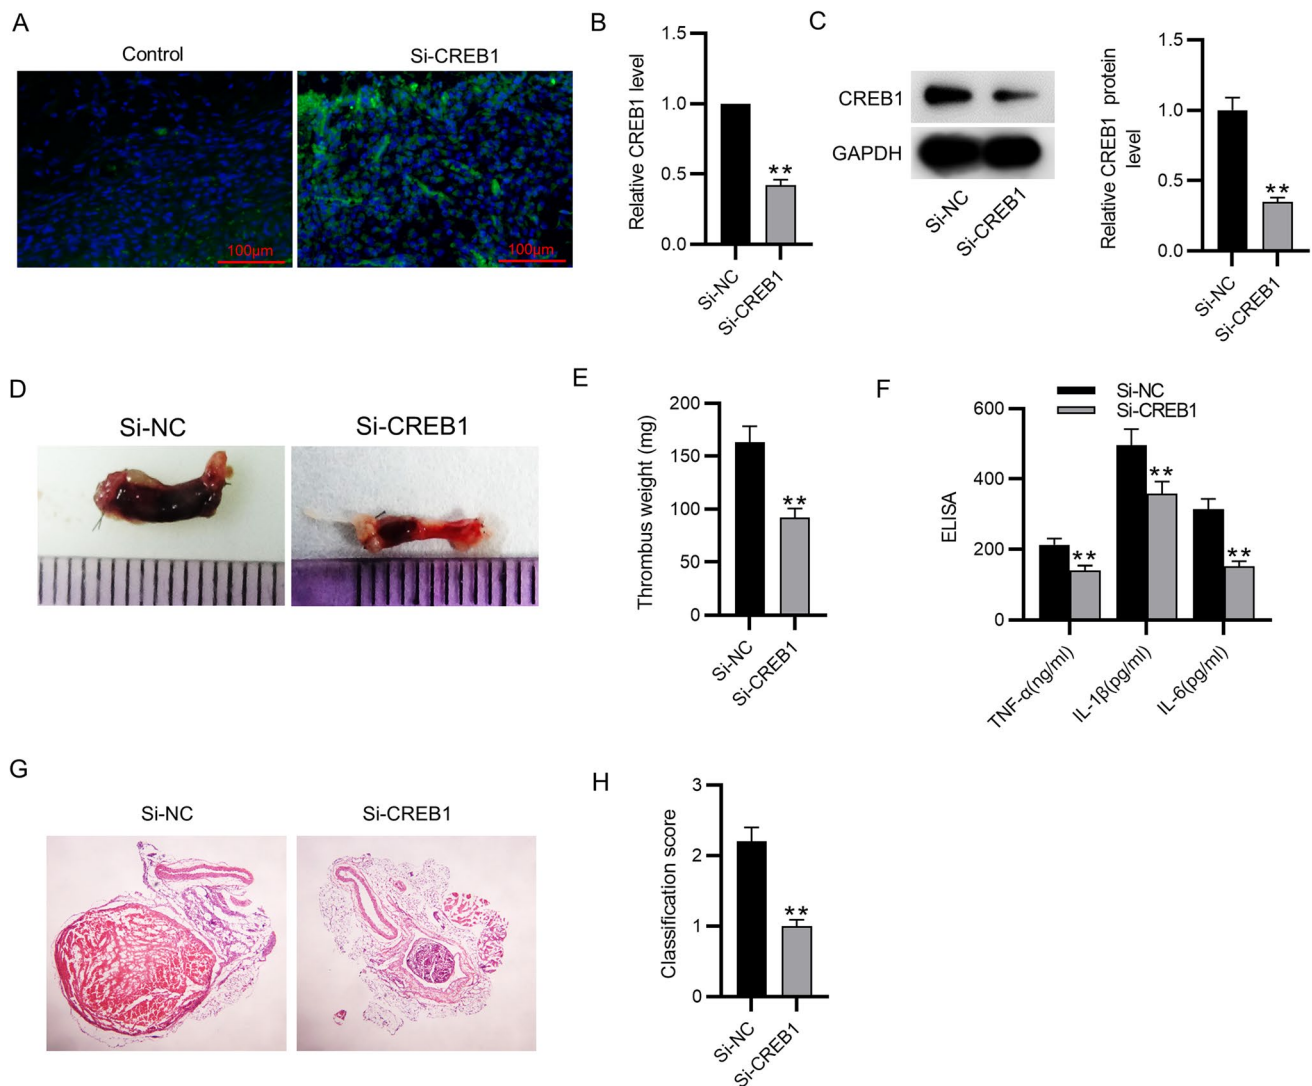 A
Control
Si-CREB1
100μm
100μm
B
Relative CREB1 level
1.5
1.0
0.5
0.0
**
Si-NC
Si-CREB1
C
CREB1
GAPDH
Si-NC
Si-CREB1
Relative CREB1 protein
level
1.5
1.0
0.5
0.0
**
Si-NC
Si-CREB1
D
Si-NC
Si-CREB1
E
Thrombus weight (mg)
200
150
100
50
0
**
Si-NC
Si-CREB1
F
Si-NC
Si-CREB1
ELISA
600
400
200
0
**
**
**
TNF-α(ng/ml)
IL-1β(pg/ml)
IL-6(pg/ml)
G
Si-NC
Si-CREB1
H
Classification score
3
2
1
0
**
Si-NC
Si-CREB1